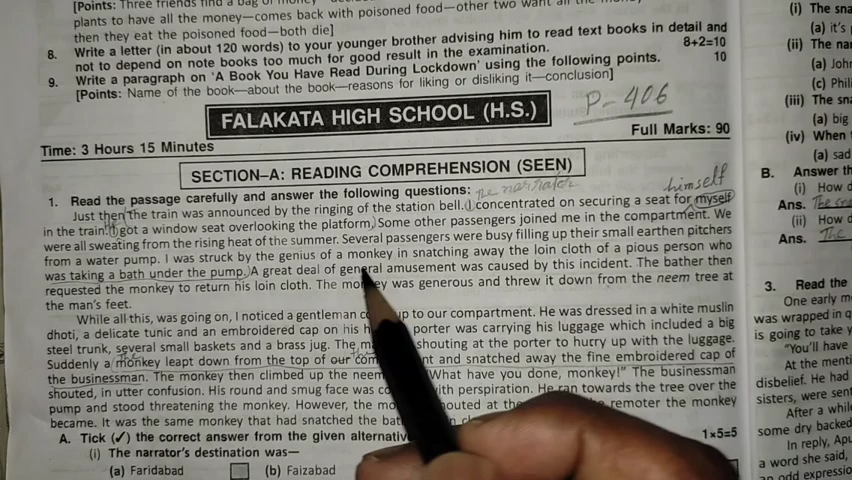 [Points: Three friends find a bag of money
plants to have all the money—comes back with poisoned food—other two want all the
then they eat the poisoned food—both die]
8. Write a letter (in about 120 words) to your younger brother advising him to read text books in detail and
not to depend on note books too much for good result in the examination. 8+2=10
9. Write a paragraph on 'A Book You Have Read During Lockdown' using the following points. 10
[Points: Name of the book—about the book—reasons for liking or disliking it—conclusion]
FALAKATA HIGH SCHOOL (H.S.)
P-406
Time: 3 Hours 15 Minutes
Full Marks: 90
SECTION–A: READING COMPREHENSION (SEEN)
1. Read the passage carefully and answer the following questions:
the narrator
himself
Just then the train was announced by the ringing of the station bell. I concentrated on securing a seat for myself
in the train. I got a window seat overlooking the platform. Some other passengers joined me in the compartment. We
were all sweating from the rising heat of the summer. Several passengers were busy filling up their small earthen pitchers
from a water pump. I was struck by the genius of a monkey in snatching away the loin cloth of a pious person who
was taking a bath under the pump. A great deal of general amusement was caused by this incident. The bather then
requested the monkey to return his loin cloth. The monkey was generous and threw it down from the neem tree at
the man's feet.
While all this, was going on, I noticed a gentleman up to our compartment. He was dressed in a white muslin
dhoti, a delicate tunic and an embroidered cap on his porter was carrying his luggage which included a big
steel trunk, several small baskets and a brass jug. The shouting at the porter to hurry up with the luggage.
Suddenly a monkey leapt down from the top of our and snatched away the fine embroidered cap of
the businessman. The monkey then climbed up the neem "What have you done, monkey!" The businessman
shouted, in utter confusion. His round and smug face was with perspiration. He ran towards the tree over the
pump and stood threatening the monkey. However, the at the remoter the monkey
became. It was the same monkey that had snatched the
A. Tick (✓) the correct answer from the given 1×5=5
(i) The narrator's destination was—
(a) Faridabad (b) Faizabad
(i) The sna
(a) it's
(ii) The nar
(a) John
(c) Phili
(iii) The sna
(a) big
(iv) When
(a) sad
B. Answer th
(i) How d
Ans.
(ii) How d
Ans. The
3. Read the
One early m
was wrapped in q
is going to take y
"You'll have
At the menti
disbelief. He had
sisters, were sent
After a while
some dry backed
In reply, Apu
a word she said,
an odd expressio